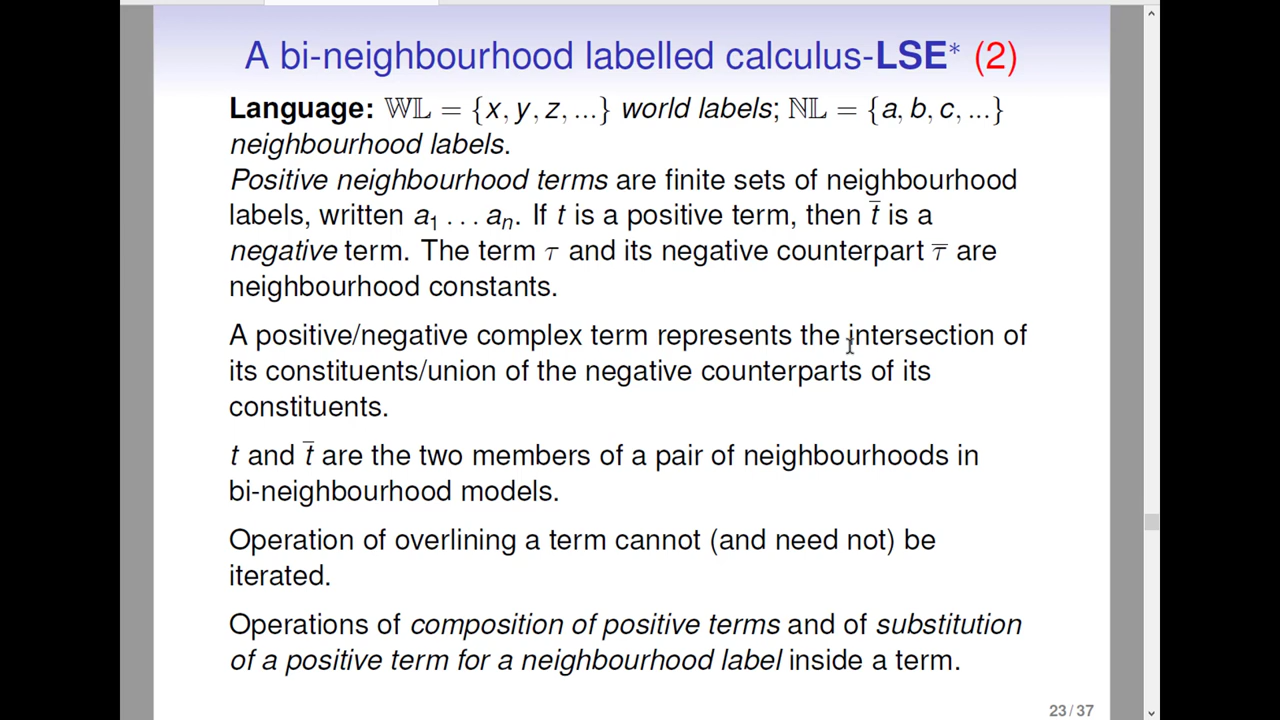 A bi-neighbourhood labelled calculus-LSE* (2)
Language: 𝕎𝕃 = {x, y, z, ...} world labels; ℕ𝕃 = {a, b, c, ...}
neighbourhood labels.
Positive neighbourhood terms are finite sets of neighbourhood
labels, written a₁ . . . aₙ. If t is a positive term, then t̅ is a
negative term. The term τ and its negative counterpart τ̅ are
neighbourhood constants.
A positive/negative complex term represents the intersection of
its constituents/union of the negative counterparts of its
constituents.
t and t̅ are the two members of a pair of neighbourhoods in
bi-neighbourhood models.
Operation of overlining a term cannot (and need not) be
iterated.
Operations of composition of positive terms and of substitution
of a positive term for a neighbourhood label inside a term.
23 / 37